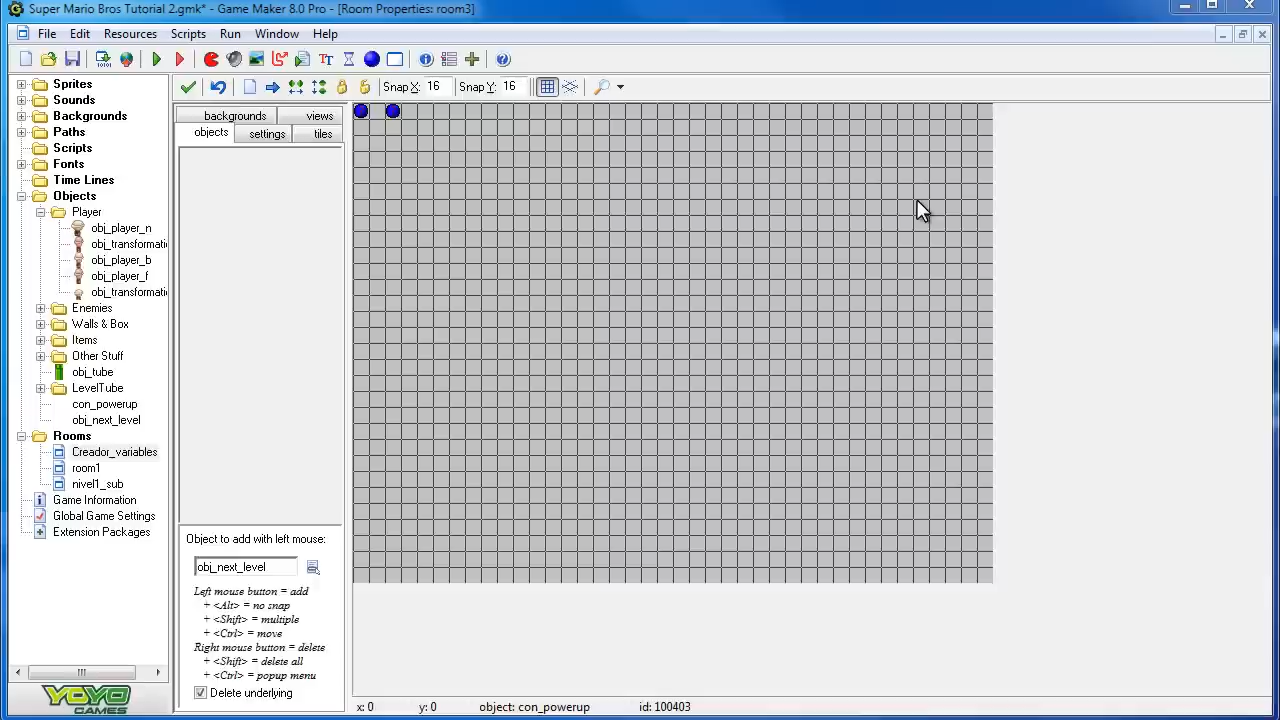 Super Mario Bros Tutorial 2.gmk* - Game Maker 8.0 Pro - [Room Properties: room3]
File Edit Resources Scripts Run Window Help
Snap X: 16 Snap Y: 16
Sprites
Sounds
Backgrounds
Paths
Scripts
Fonts
Time Lines
Objects
Player
obj_player_n
obj_transformati
obj_player_b
obj_player_f
obj_transformati
Enemies
Walls & Box
Items
Other Stuff
obj_tube
LevelTube
con_powerup
obj_next_level
Rooms
Creador_variables
room1
nivel1_sub
Game Information
Global Game Settings
Extension Packages
YOYO
GAMES
backgrounds views
objects settings tiles
Object to add with left mouse:
obj_next_level
Left mouse button = add
+ <Alt> = no snap
+ <Shift> = multiple
+ <Ctrl> = move
Right mouse button = delete
+ <Shift> = delete all
+ <Ctrl> = popup menu
Delete underlying
x: 0 y: 0 object: con_powerup id: 100403